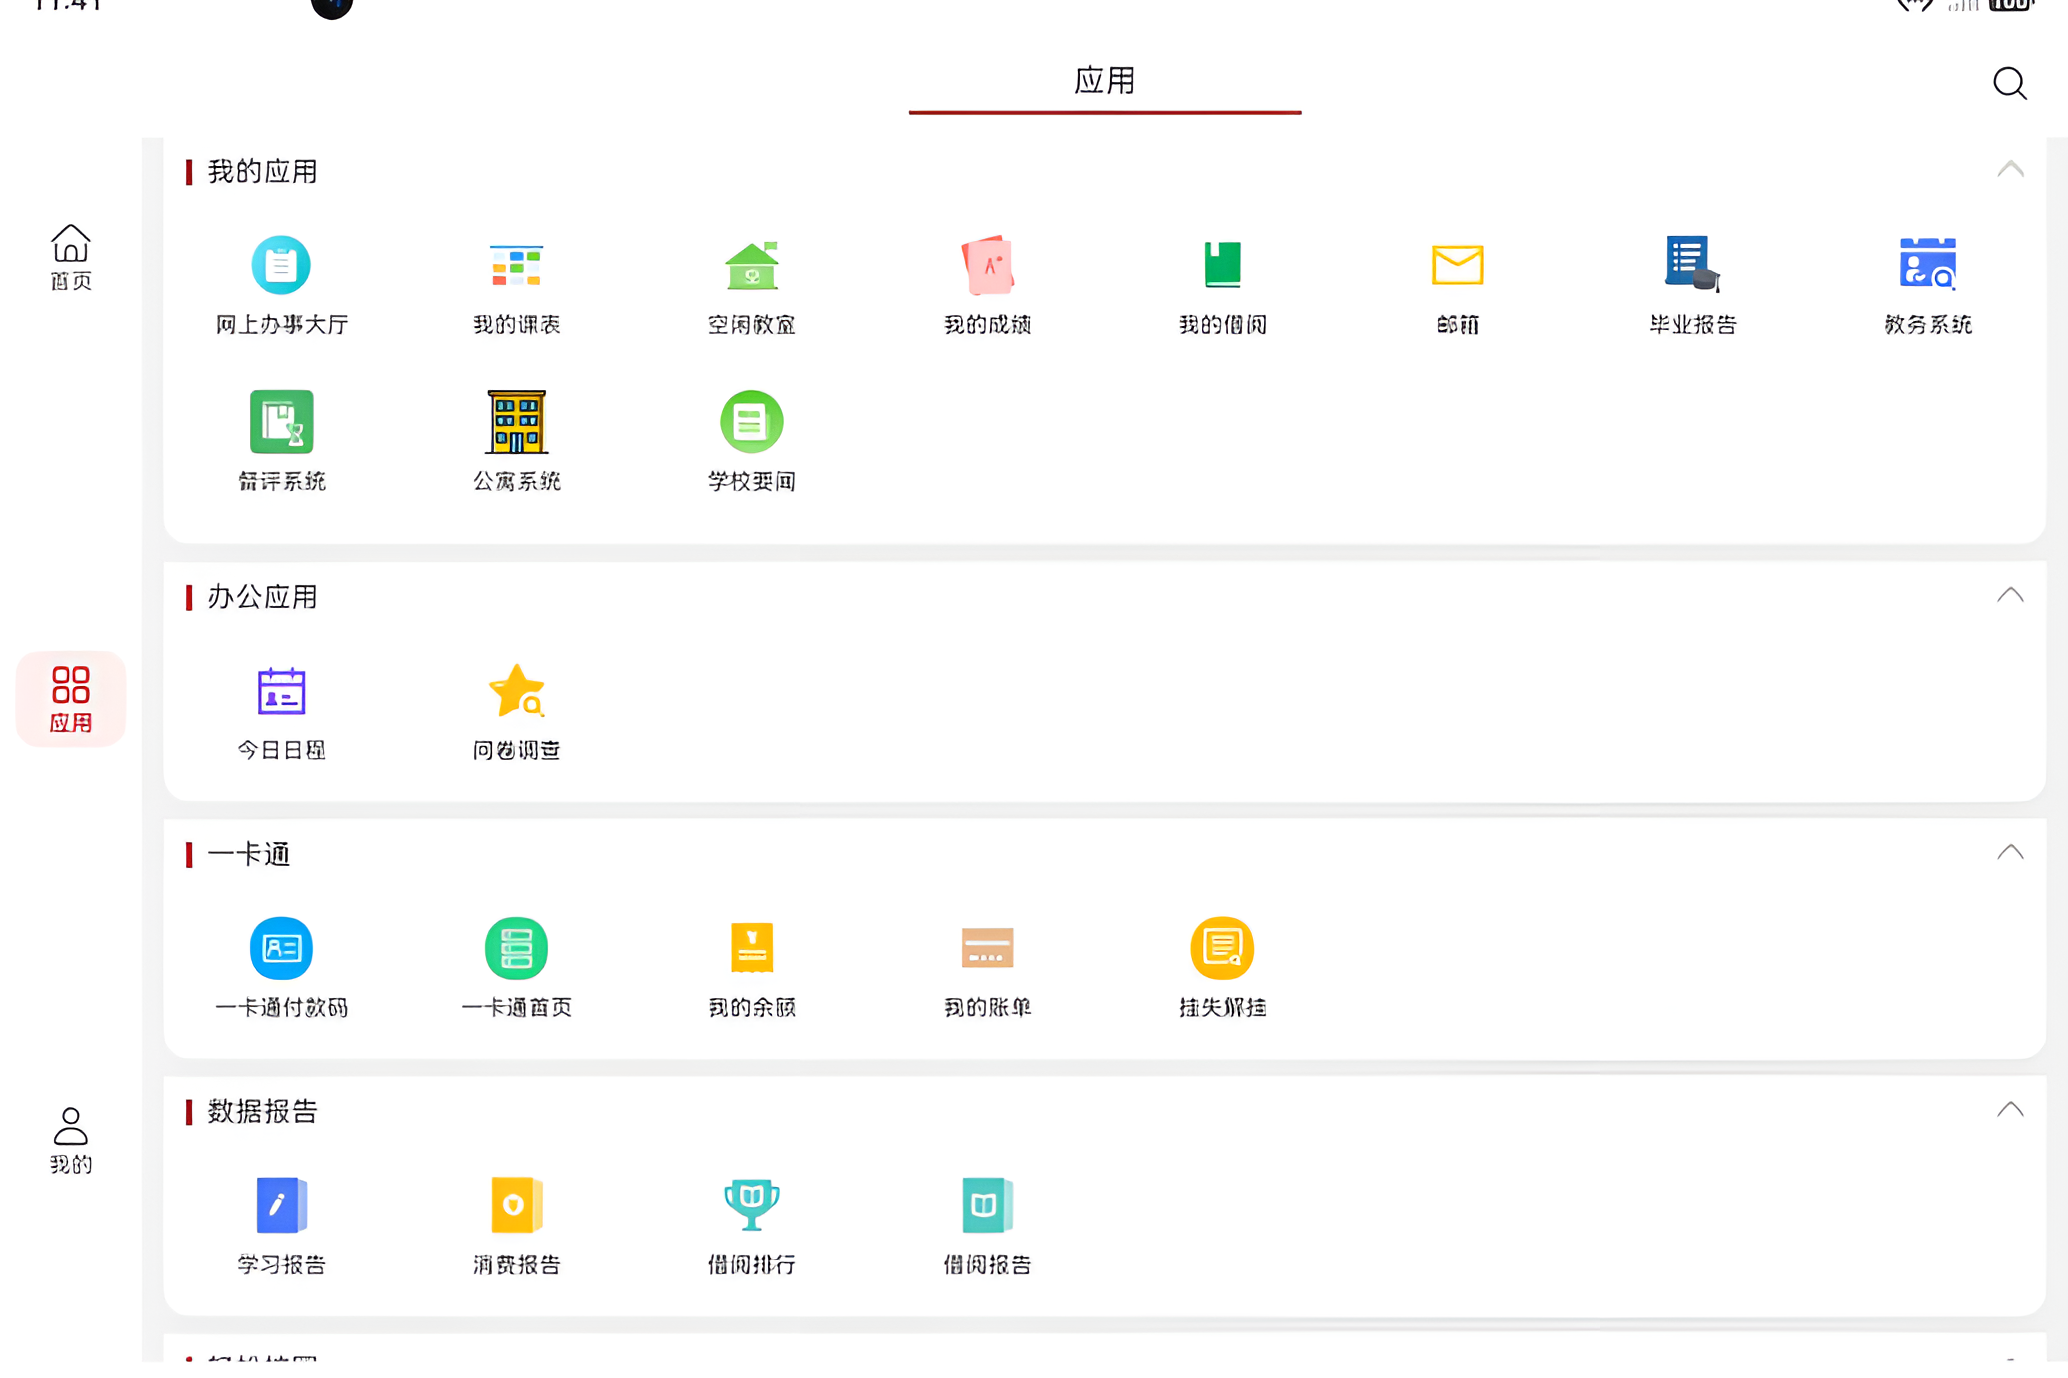 应用
我的应用
首页
网上办事大厅
我的课表
空闲教室
我的成绩
我的借阅
邮箱
毕业报告
教务系统
公寓系统
学校要闻
办公应用
应用
今日日程
问卷调查
一卡通
一卡通付款码
一卡通首页
我的余额
我的账单
挂失解挂
数据报告
我的
学习报告
消费报告
借阅排行
借阅报告